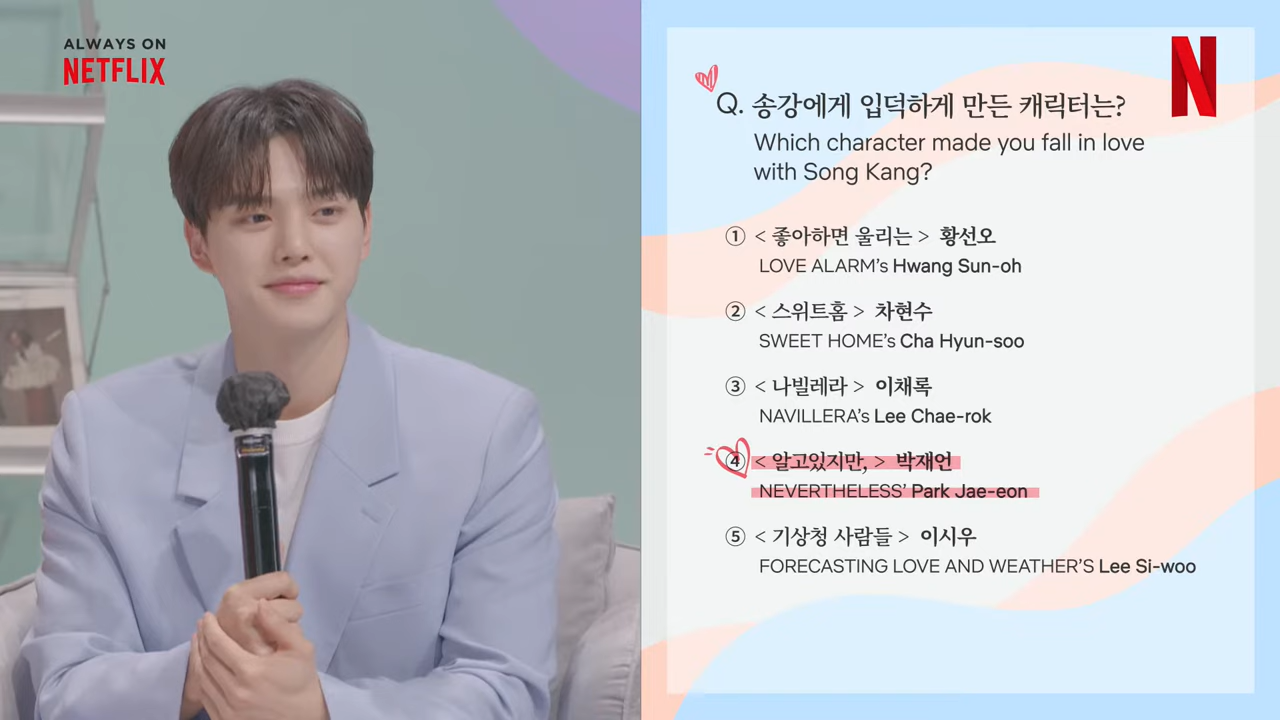 ALWAYS ON
NETFLIX
N
Q. 송강에게 입덕하게 만든 캐릭터는?
Which character made you fall in love
with Song Kang?
① < 좋아하면 울리는 > 황선오
LOVE ALARM’s Hwang Sun-oh
② < 스위트홈 > 차현수
SWEET HOME’s Cha Hyun-soo
③ < 나빌레라 > 이채록
NAVILLERA’s Lee Chae-rok
④ < 알고있지만, > 박재언
NEVERTHELESS’ Park Jae-eon
⑤ < 기상청 사람들 > 이시우
FORECASTING LOVE AND WEATHER’S Lee Si-woo